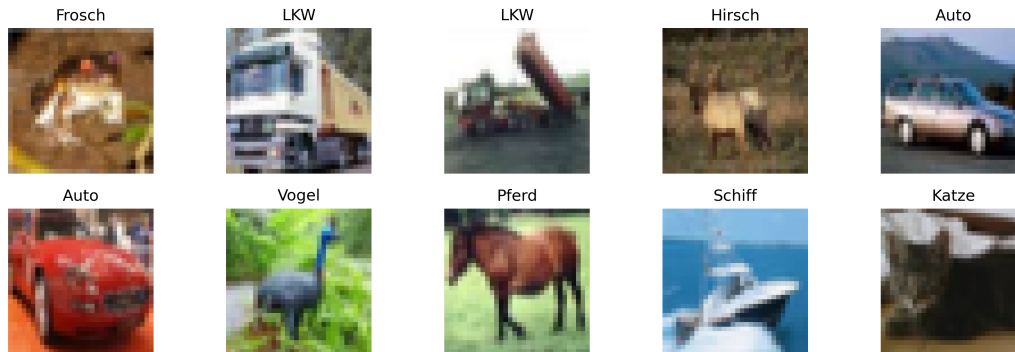 Frosch LKW LKW Hirsch Auto
Auto Vogel Pferd Schiff Katze